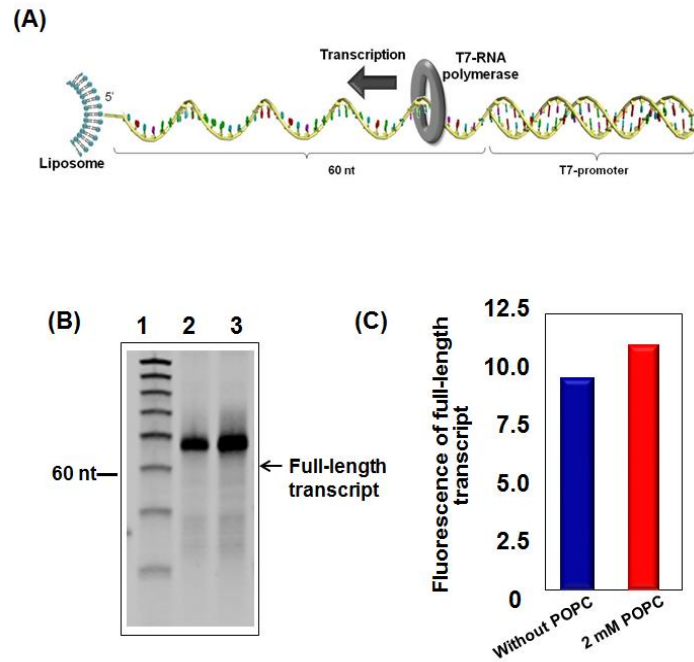 (A)
Transcription
T7-RNA
polymerase
5'
Liposome
60 nt
T7-promoter
(B)
1 2 3
60 nt
Full-length
transcript
(C)
Fluorescence of full-length
transcript
12.5
10.0
7.5
5.0
2.5
0
Without POPC
2 mM POPC